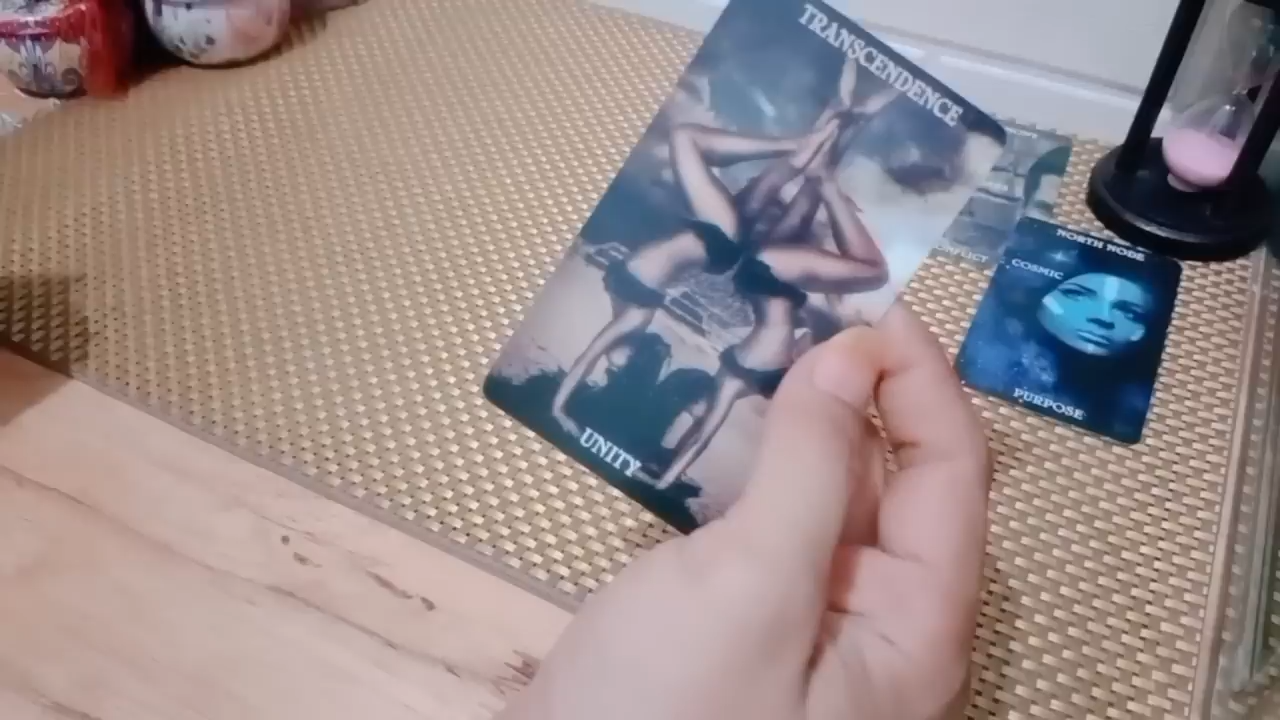 TRANSCENDENCE
UNITY
NORTH NODE
COSMIC
PURPOSE